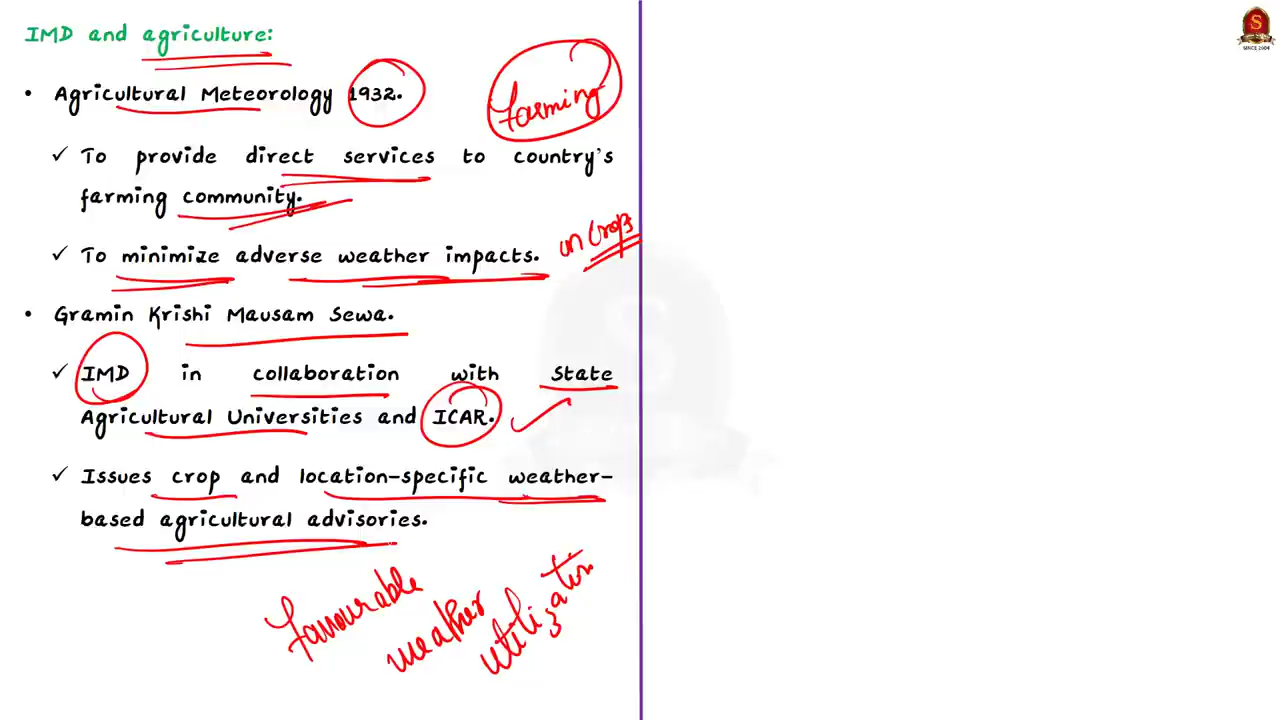 IMD and agriculture:
• Agricultural Meteorology 1932.
farming
✓ To provide direct services to country's
farming community.
✓ To minimize adverse weather impacts.
on crops
• Gramin Krishi Mausam Sewa.
✓ IMD in collaboration with State
Agricultural Universities and ICAR.
✓ Issues crop and location-specific weather-
based agricultural advisories.
favourable
weather
utilization
S
SINCE 2004